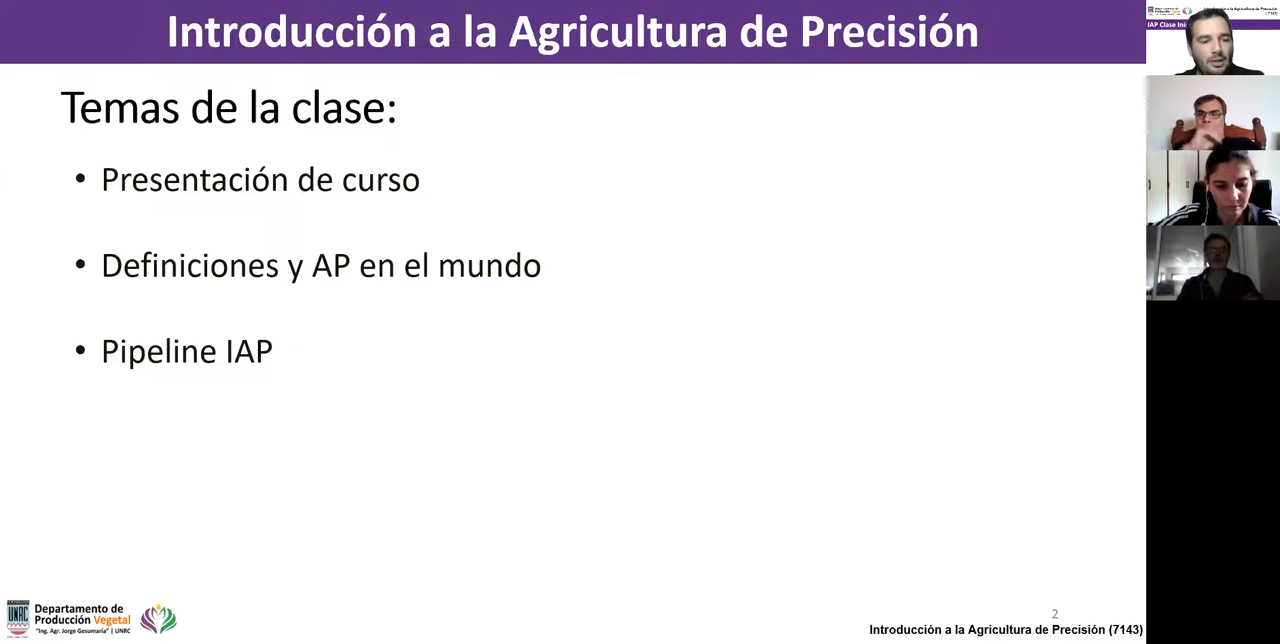 Introducción a la Agricultura de Precisión
Temas de la clase:
• Presentación de curso
• Definiciones y AP en el mundo
• Pipeline IAP
UNRC
Departamento de
Producción Vegetal
"Ing. Agr. Jorge Gesumaría" | UNRC
2
Introducción a la Agricultura de Precisión (7143)